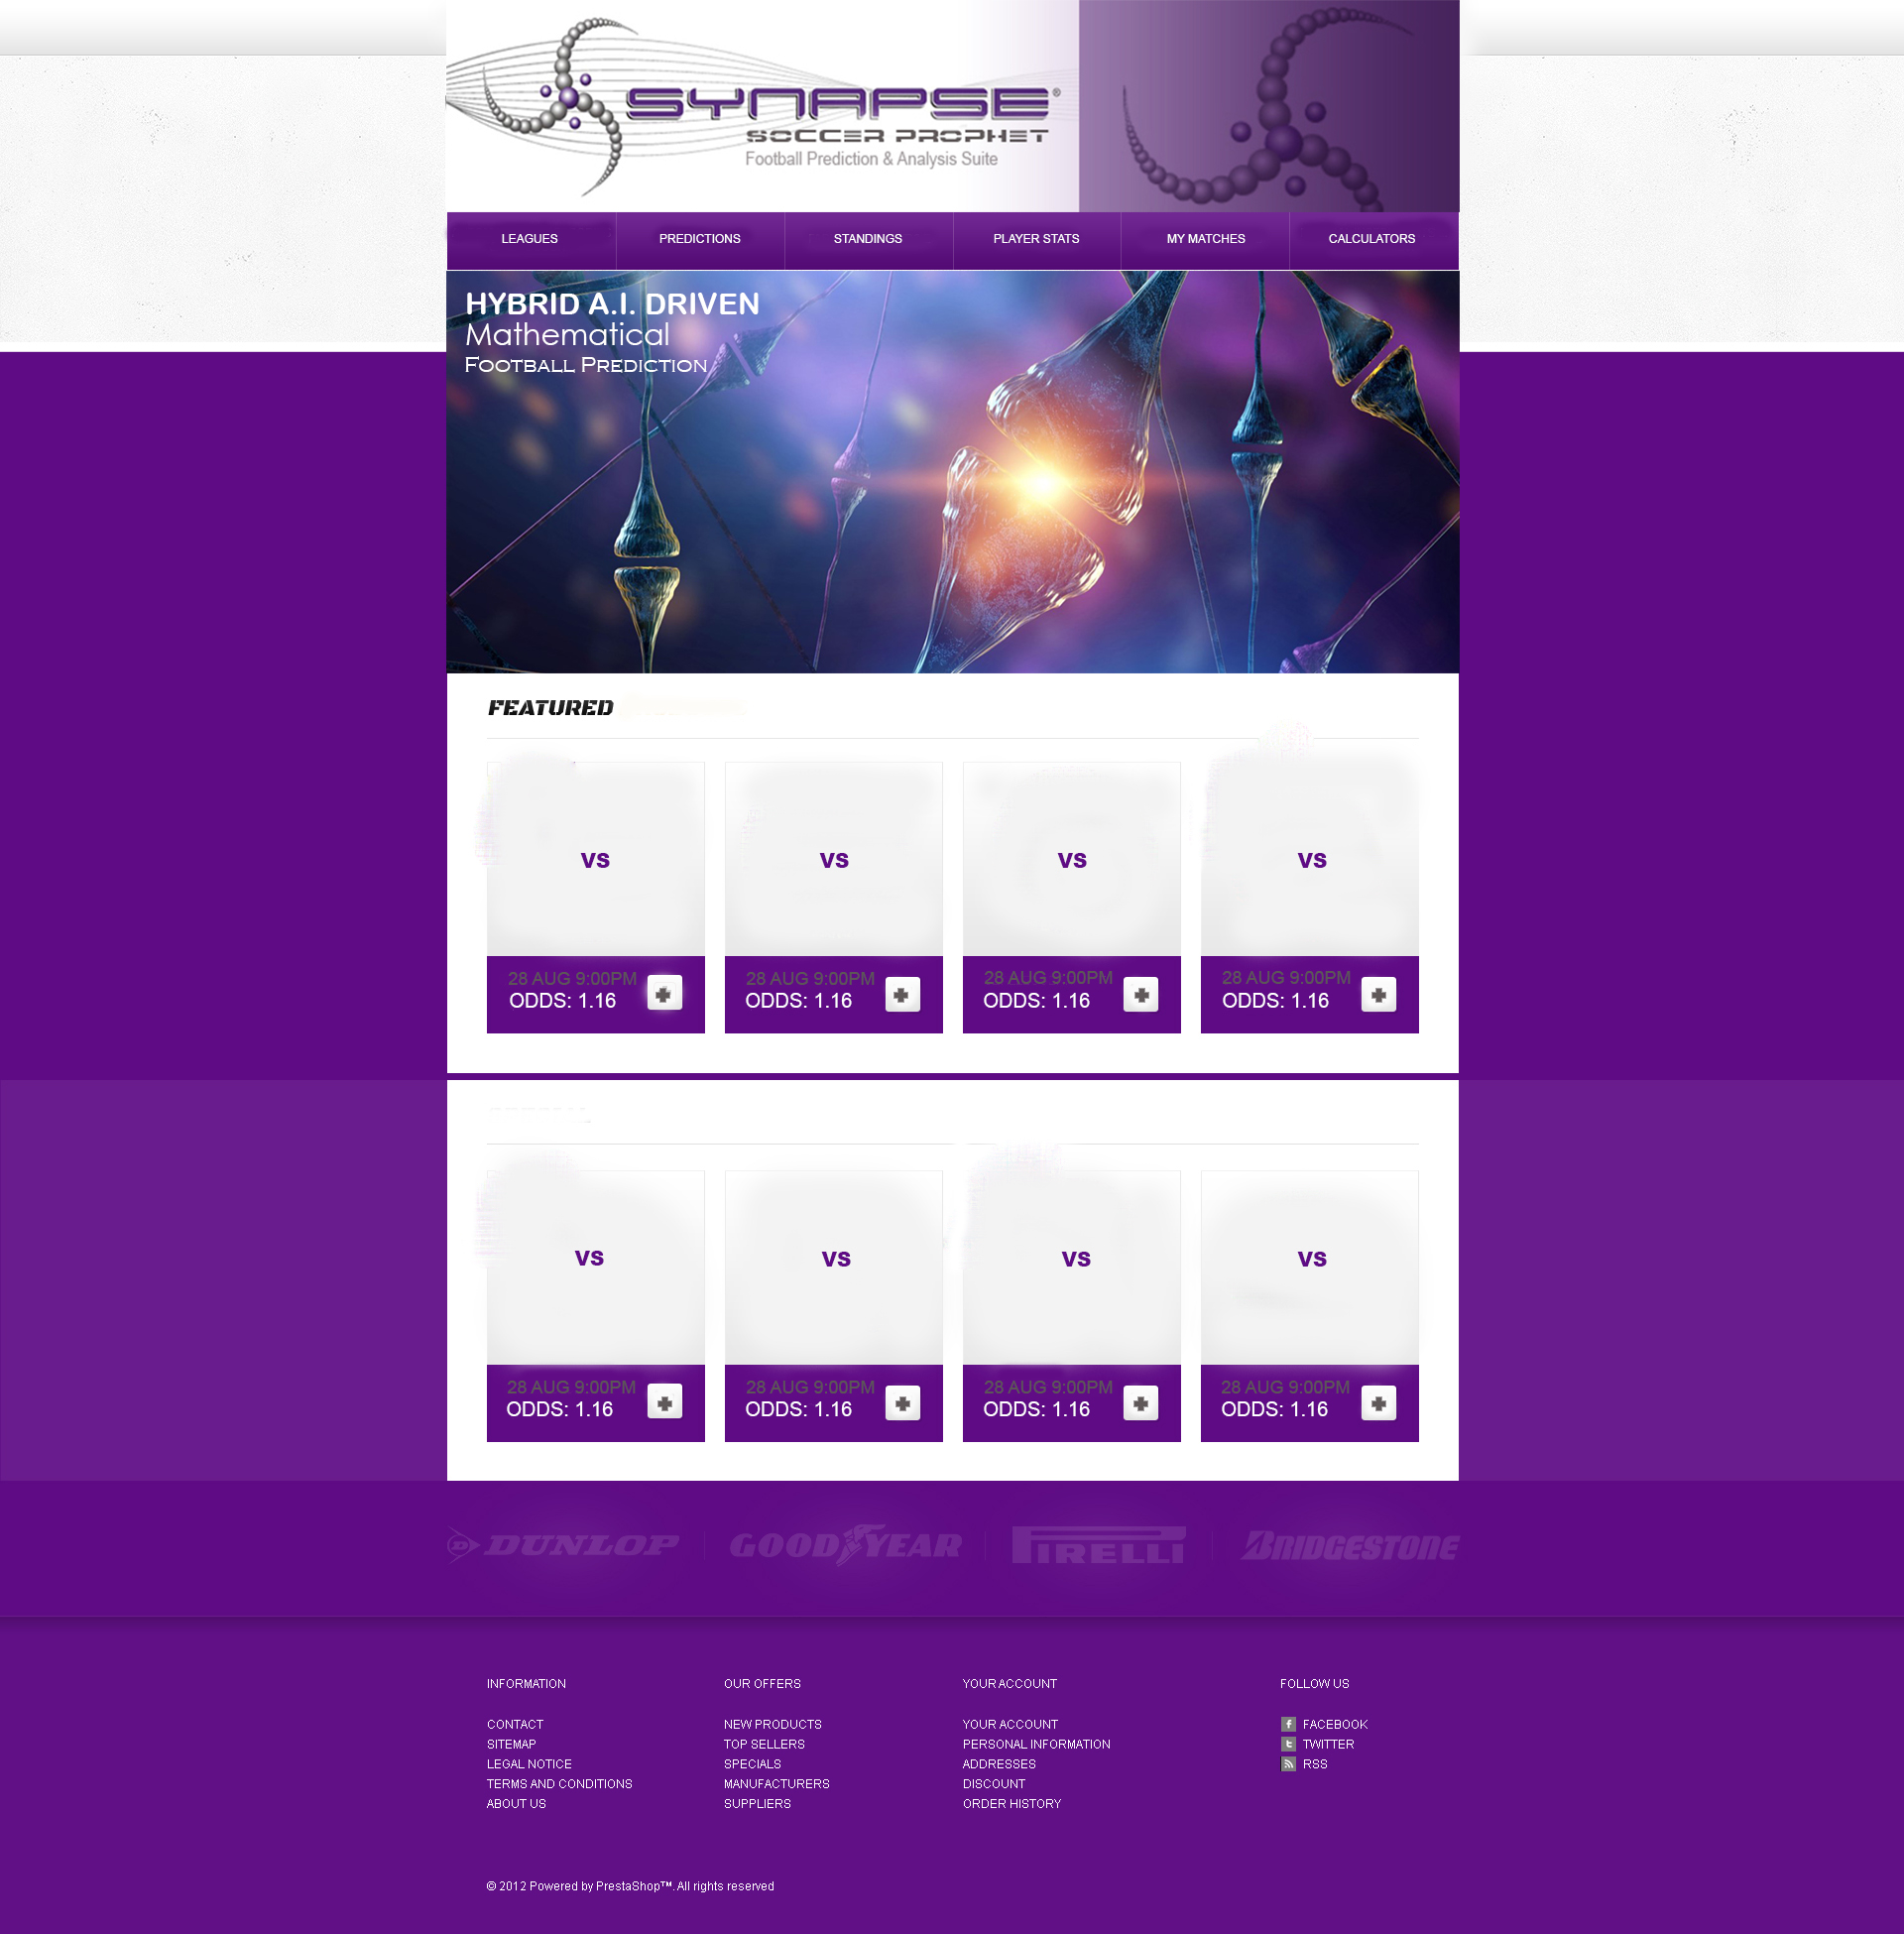 SYNAPSE®
SOCCER PROPHET
Football Prediction & Analysis Suite
LEAGUES
PREDICTIONS
STANDINGS
PLAYER STATS
MY MATCHES
CALCULATORS
HYBRID A.I. DRIVEN
Mathematical
FOOTBALL PREDICTION
FEATURED
VS
VS
VS
VS
28 AUG 9:00PM
ODDS: 1.16
28 AUG 9:00PM
ODDS: 1.16
28 AUG 9:00PM
ODDS: 1.16
28 AUG 9:00PM
ODDS: 1.16
VS
VS
VS
VS
28 AUG 9:00PM
ODDS: 1.16
28 AUG 9:00PM
ODDS: 1.16
28 AUG 9:00PM
ODDS: 1.16
28 AUG 9:00PM
ODDS: 1.16
D DUNLOP
GOODYEAR
PIRELLI
BRIDGESTONE
INFORMATION
CONTACT
SITEMAP
LEGAL NOTICE
TERMS AND CONDITIONS
ABOUT US
OUR OFFERS
NEW PRODUCTS
TOP SELLERS
SPECIALS
MANUFACTURERS
SUPPLIERS
YOUR ACCOUNT
YOUR ACCOUNT
PERSONAL INFORMATION
ADDRESSES
DISCOUNT
ORDER HISTORY
FOLLOW US
FACEBOOK
TWITTER
RSS
© 2012 Powered by PrestaShop™. All rights reserved